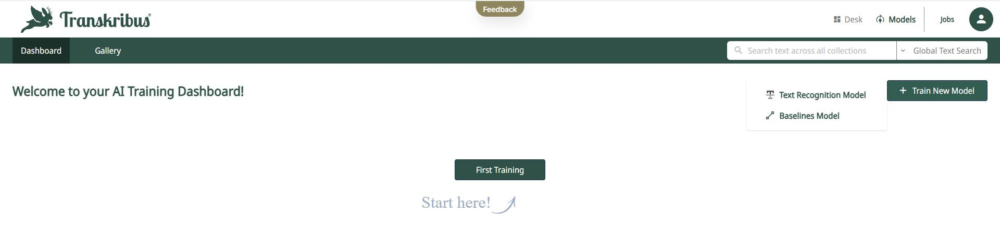 Transkribus®
Feedback
Desk
Models
Jobs
Dashboard
Gallery
Search text across all collections
Global Text Search
Welcome to your AI Training Dashboard!
Text Recognition Model
Baselines Model
+ Train New Model
First Training
Start here!